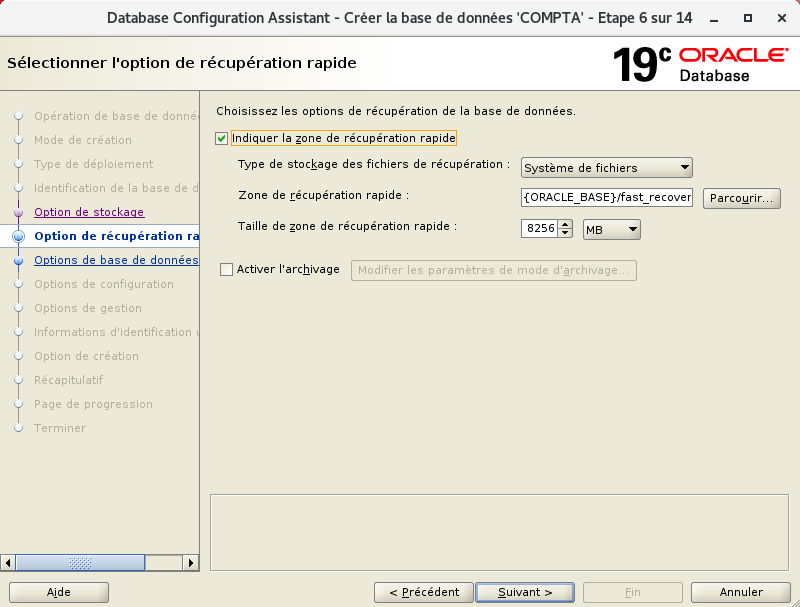 Database Configuration Assistant - Créer la base de données 'COMPTA' - Etape 6 sur 14
Sélectionner l'option de récupération rapide
19c ORACLE
Database
Opération de base de donné
Mode de création
Type de déploiement
Identification de la base de d
Option de stockage
Option de récupération ra
Options de base de données
Options de configuration
Options de gestion
Informations d'identification u
Option de création
Récapitulatif
Page de progression
Terminer
Choisissez les options de récupération de la base de données.
Indiquer la zone de récupération rapide
Type de stockage des fichiers de récupération : Système de fichiers
Zone de récupération rapide : {ORACLE_BASE}/fast_recover Parcourir...
Taille de zone de récupération rapide : 8256 MB
Activer l'archivage Modifier les paramètres de mode d'archivage...
Aide < Précédent Suivant > Fin Annuler